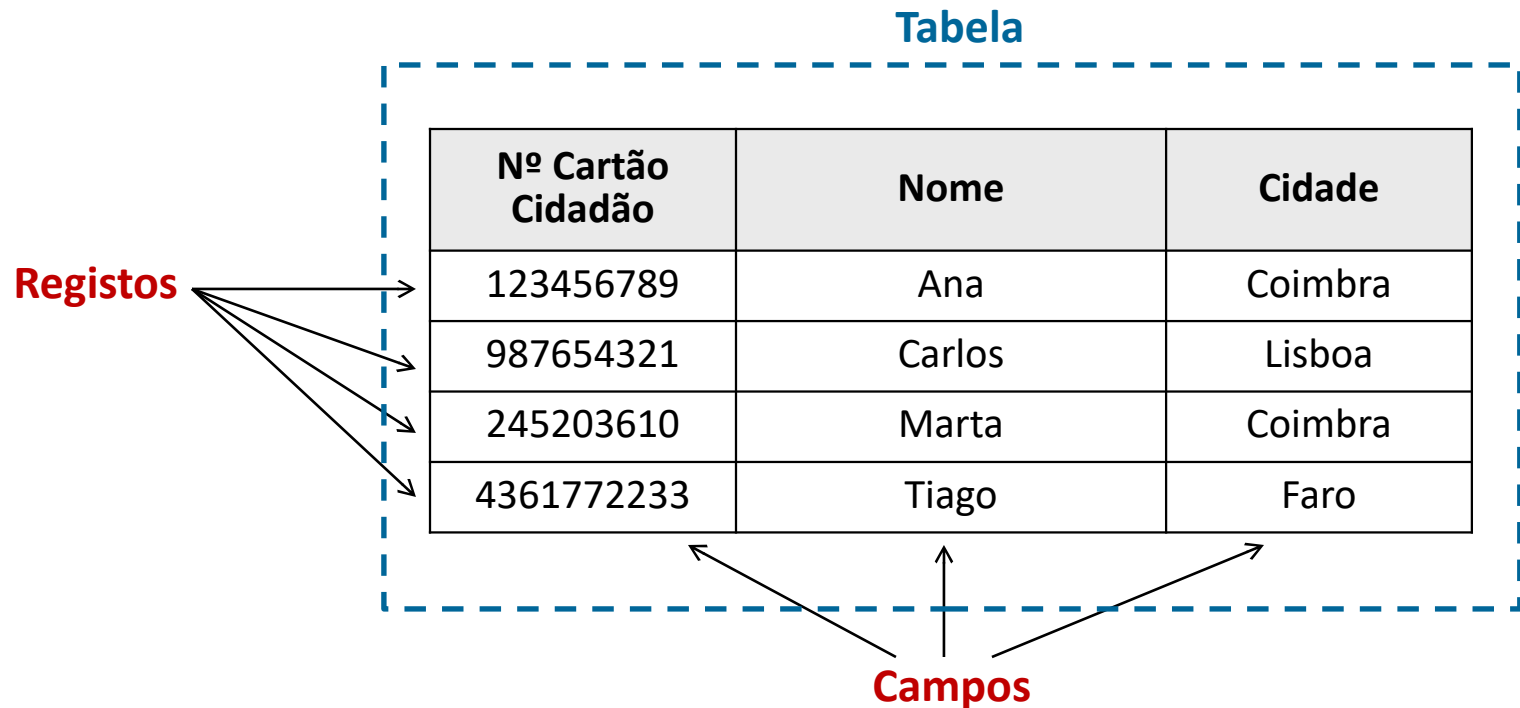 Tabela
Nº Cartão
Cidadão
Nome
Cidade
Registos
123456789
Ana
Coimbra
987654321
Carlos
Lisboa
245203610
Marta
Coimbra
4361772233
Tiago
Faro
Campos